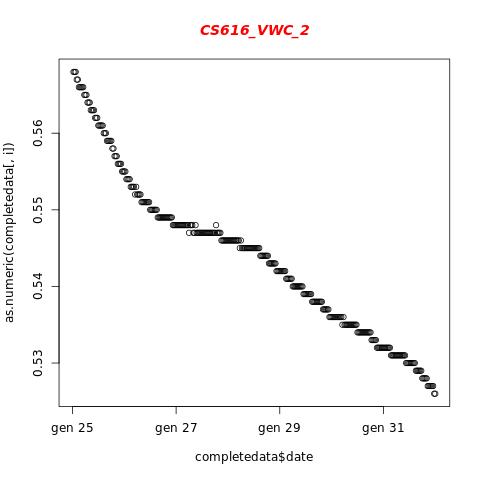 CS616_VWC_2
as.numeric(completedata[, i])
0.56
0.55
0.54
0.53
gen 25
gen 27
gen 29
gen 31
completedata$date